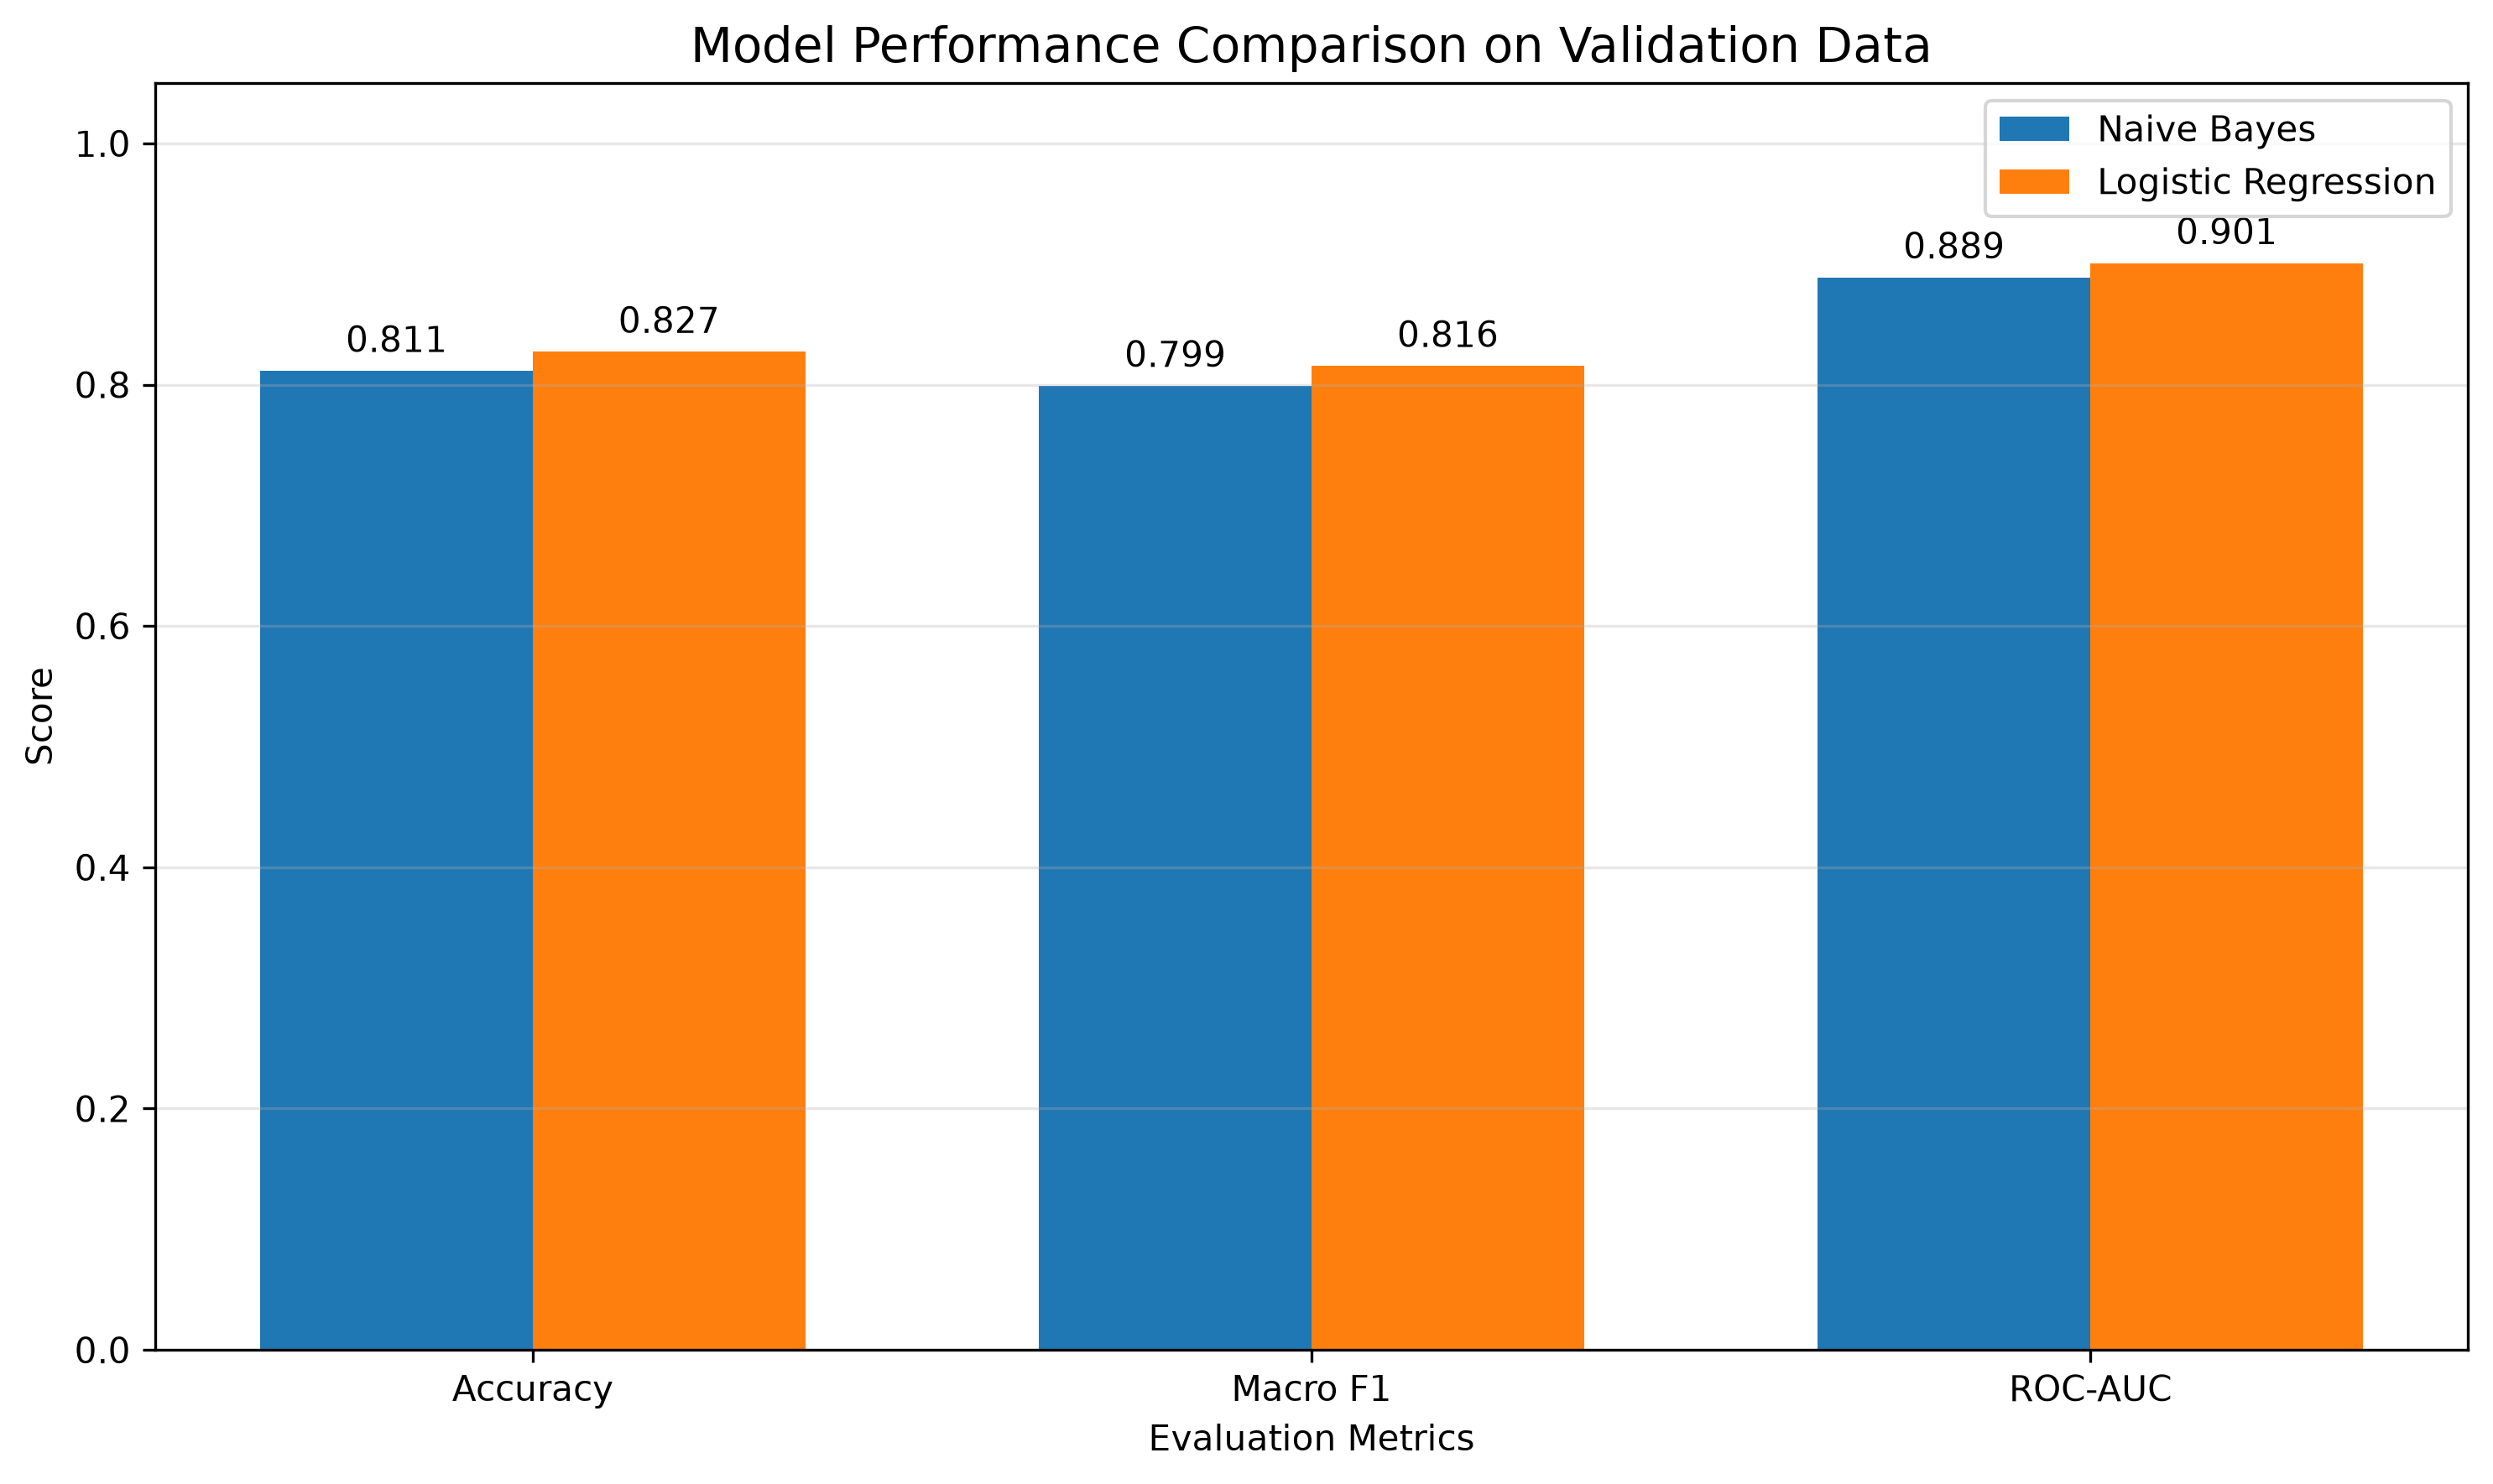 Model Performance Comparison on Validation Data
Naive Bayes
Logistic Regression
1.0
0.8
0.6
0.4
0.2
0.0
Score
0.811
0.827
0.799
0.816
0.889
0.901
Accuracy
Macro F1
ROC-AUC
Evaluation Metrics